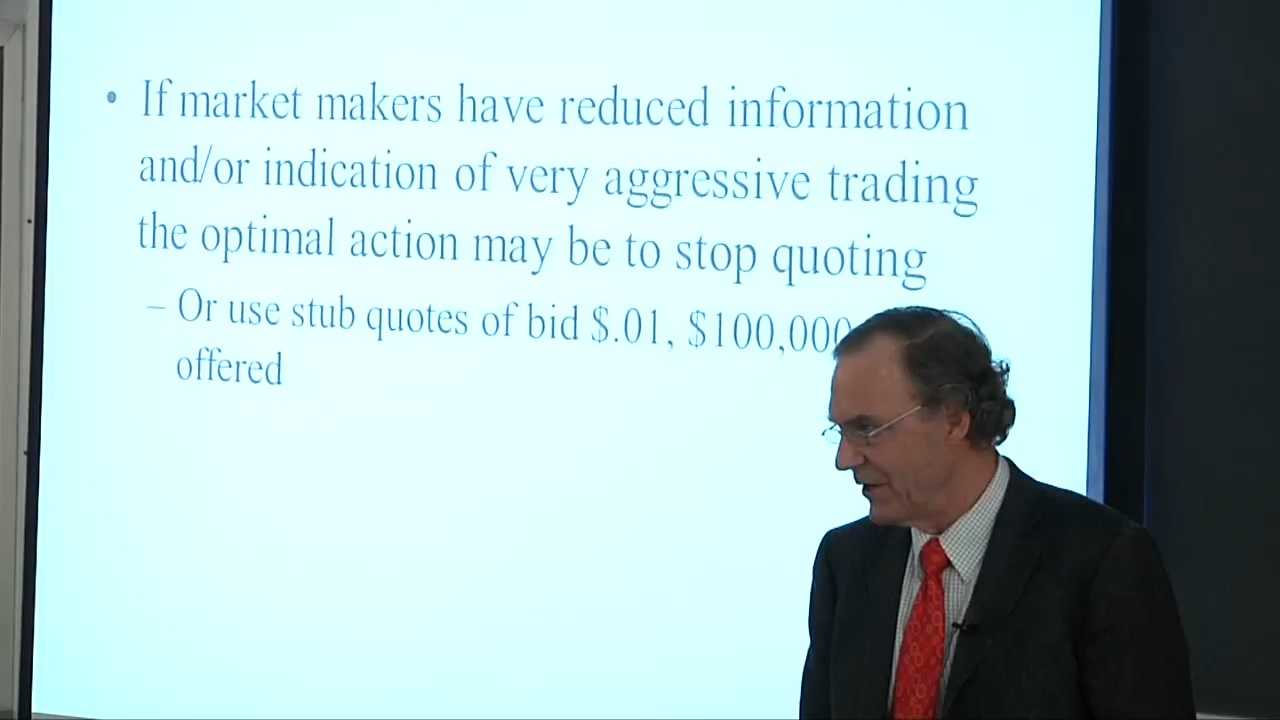 • If market makers have reduced information
and/or indication of very aggressive trading
the optimal action may be to stop quoting
– Or use stub quotes of bid $.01, $100,000
offered